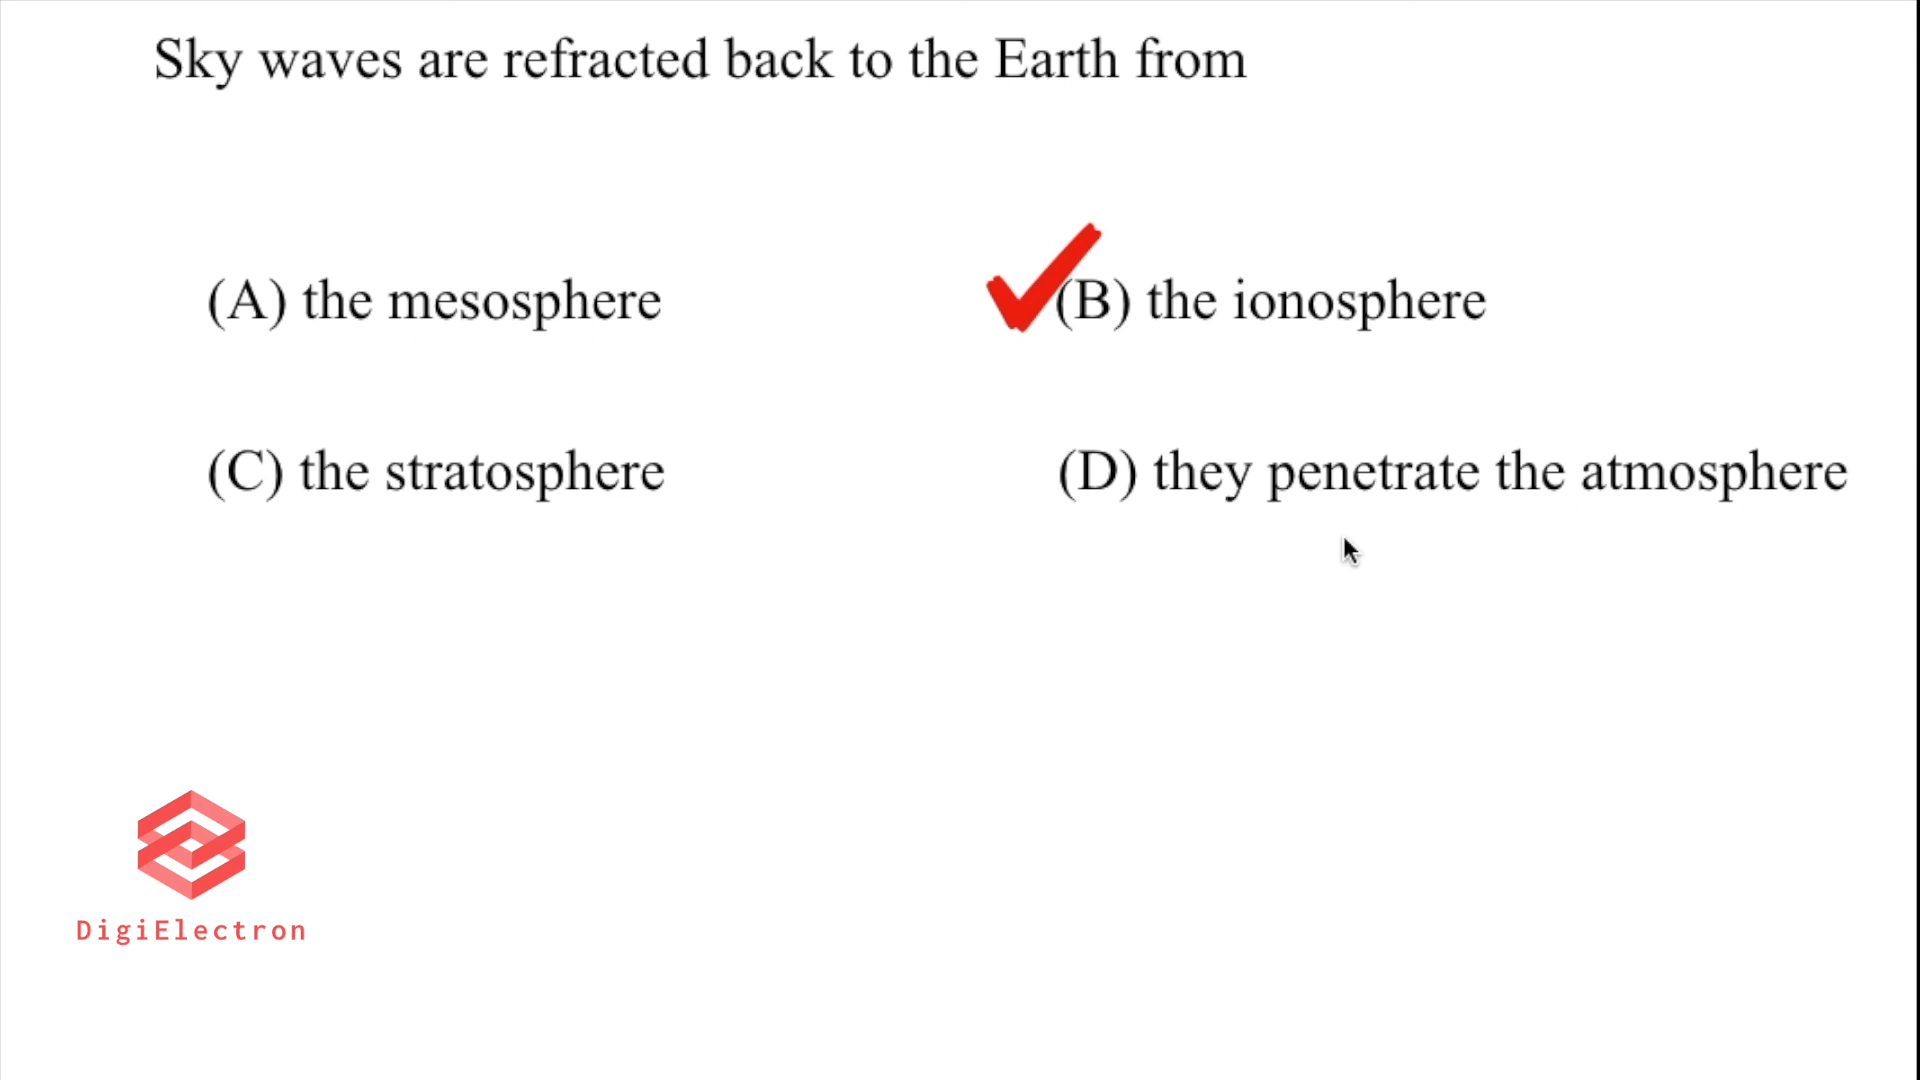 Sky waves are refracted back to the Earth from
(A) the mesosphere
(B) the ionosphere
(C) the stratosphere
(D) they penetrate the atmosphere
DigiElectron